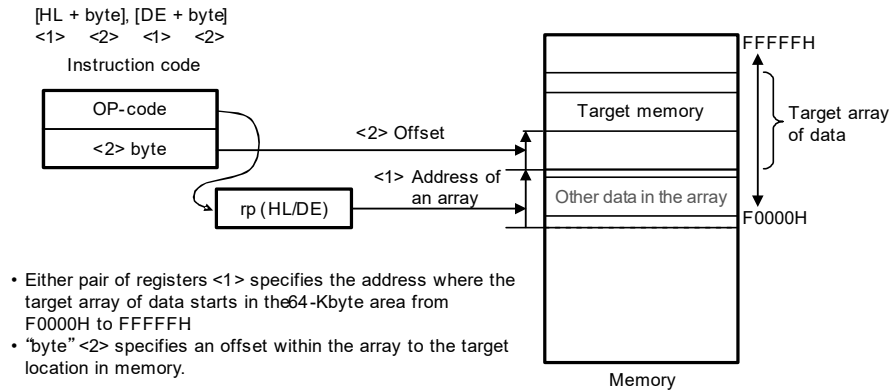 [HL + byte], [DE + byte]
<1> <2> <1> <2>
Instruction code
OP-code
<2> byte
rp (HL/DE)
<2> Offset
<1> Address of
an array
FFFFFH
Target memory
Target array
of data
Other data in the array
F0000H
Memory
• Either pair of registers <1> specifies the address where the
target array of data starts in the64-Kbyte area from
F0000H to FFFFFH
• “byte” <2> specifies an offset within the array to the target
location in memory.